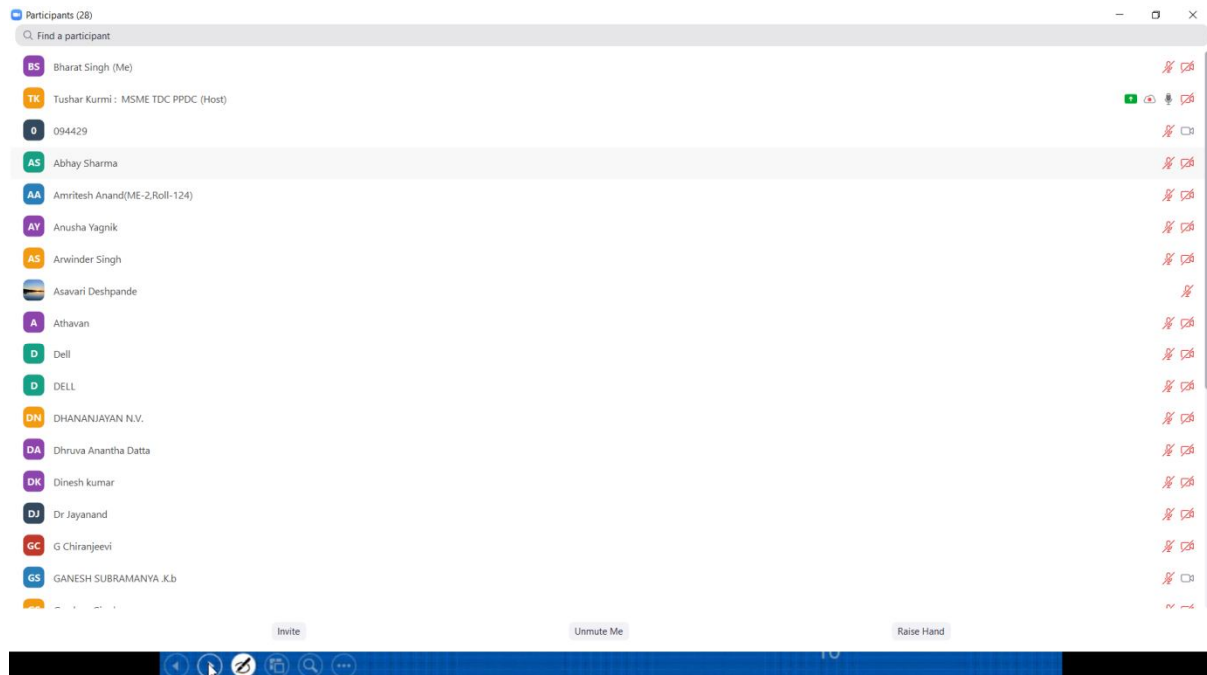 Participants (28)
Find a participant
BS Bharat Singh (Me)
TK Tushar Kurmi : MSME TDC PPDC (Host)
0 094429
AS Abhay Sharma
AA Amritesh Anand(ME-2,Roll-124)
AY Anusha Yagnik
AS Arwinder Singh
Asavari Deshpande
A Athavan
D Dell
D DELL
DN DHANANJAYAN N.V.
DA Dhruva Anantha Datta
DK Dinesh kumar
DJ Dr Jayanand
GC G Chiranjeevi
GS GANESH SUBRAMANYA .K.b
Invite Unmute Me Raise Hand